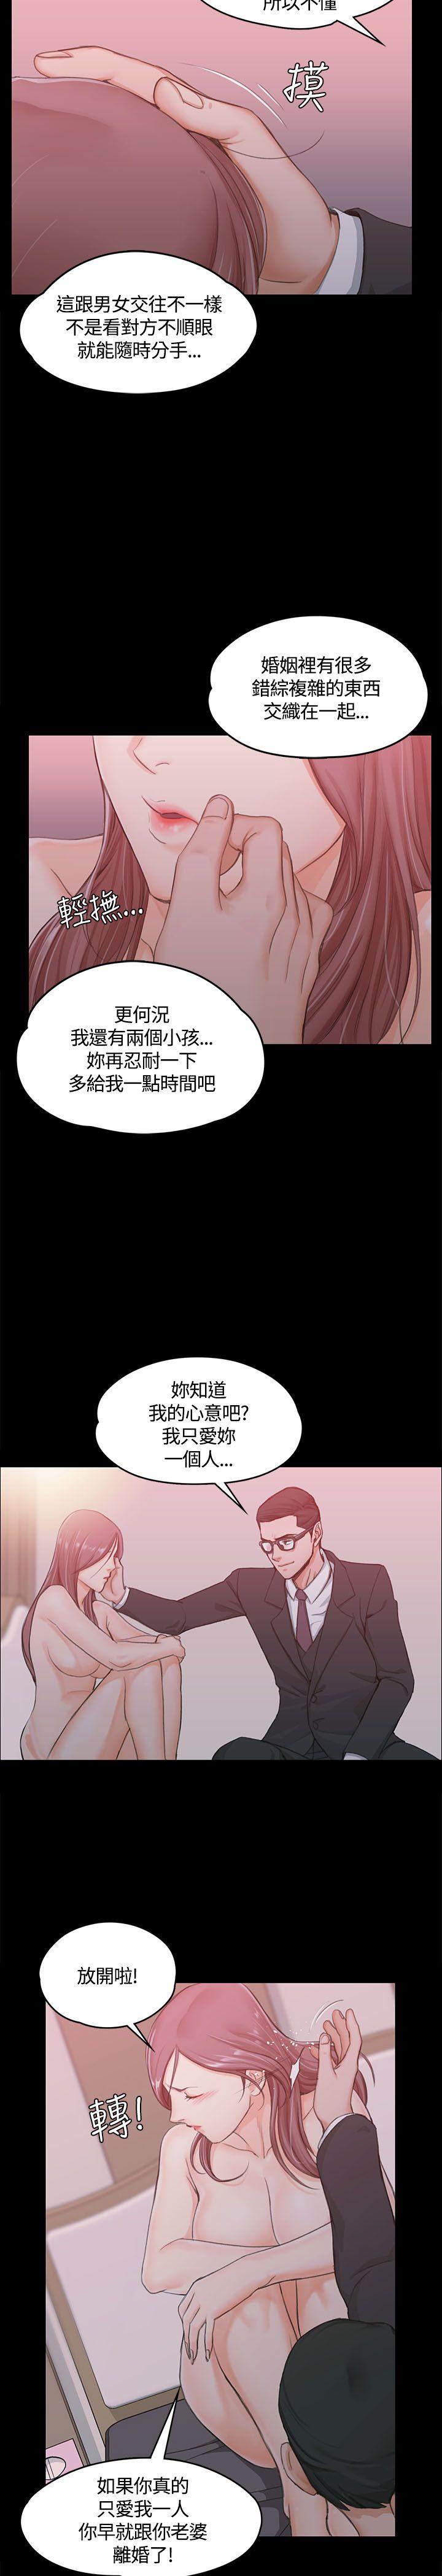 所以不懂
摸
這跟男女交往不一樣
不是看對方不順眼
就能隨時分手...
婚姻裡有很多
錯綜複雜的東西
交織在一起...
輕撫...
更何況
我還有兩個小孩...
妳再忍耐一下
多給我一點時間吧
妳知道
我的心意吧?
我只愛妳
一個人...
放開啦!
轉!
如果你真的
只愛我一人
你早就跟你老婆
離婚了!